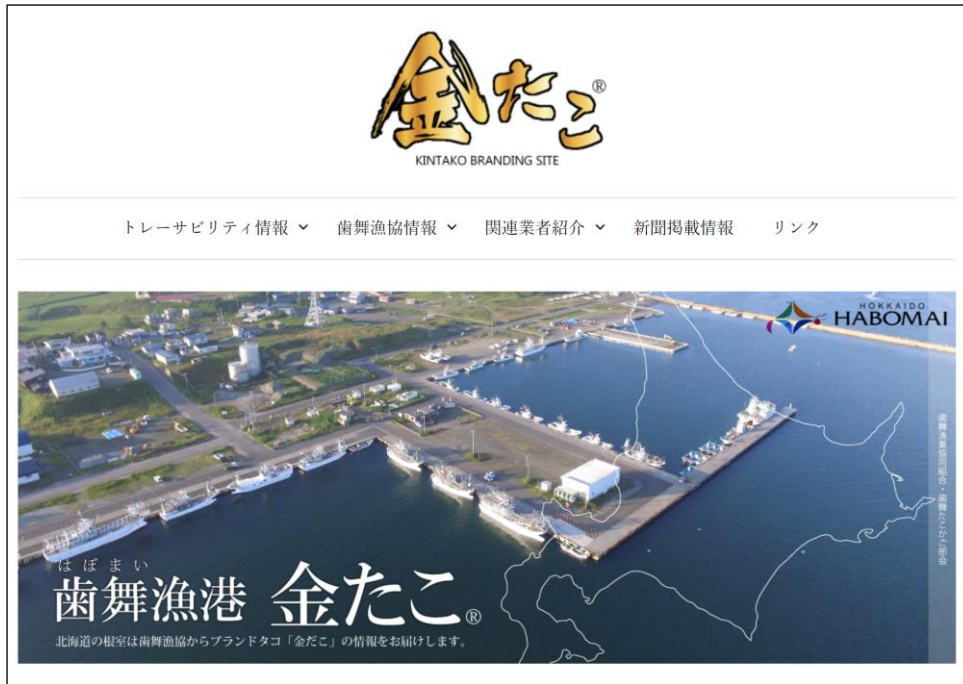 金たこ®
KINTAKO BRANDING SITE
トレーサビリティ情報
歯舞漁協情報
関連業者紹介
新聞掲載情報
リンク
HOKKAIDO
HABOMAI
歯舞漁業協同組合・歯舞たこかご部会
はぼまい
歯舞漁港 金たこ®
北海道の根室は歯舞漁協からブランドタコ「金だこ」の情報をお届けします。